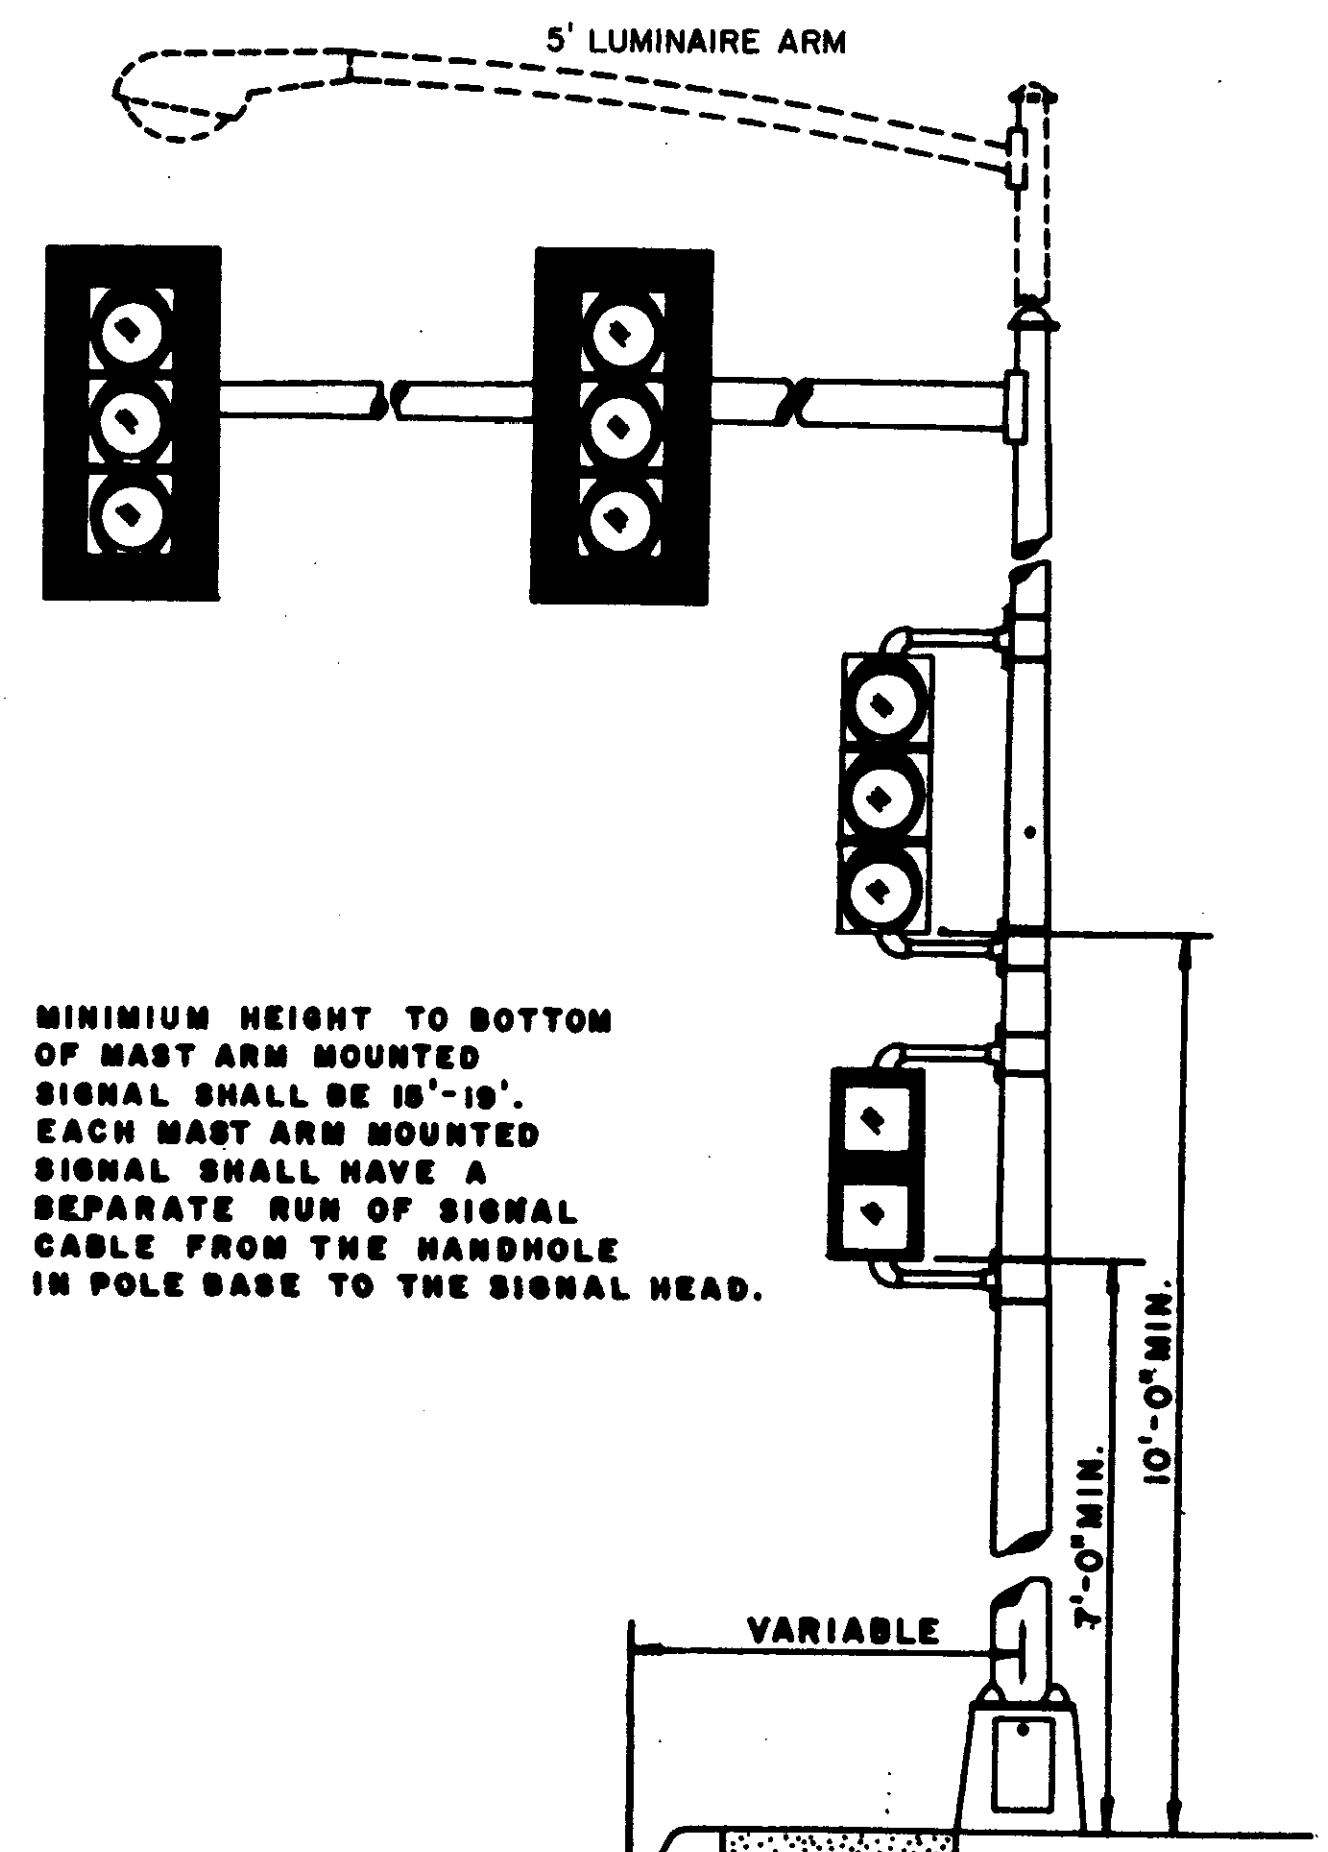 5' LUMINAIRE ARM
MINIMIUM HEIGHT TO BOTTOM
OF MAST ARM MOUNTED
SIGNAL SHALL BE 15'-19'.
EACH MAST ARM MOUNTED
SIGNAL SHALL HAVE A
SEPARATE RUN OF SIGNAL
CABLE FROM THE HANDHOLE
IN POLE BASE TO THE SIGNAL HEAD.
10'-0" MIN.
7'-0" MIN.
VARIABLE